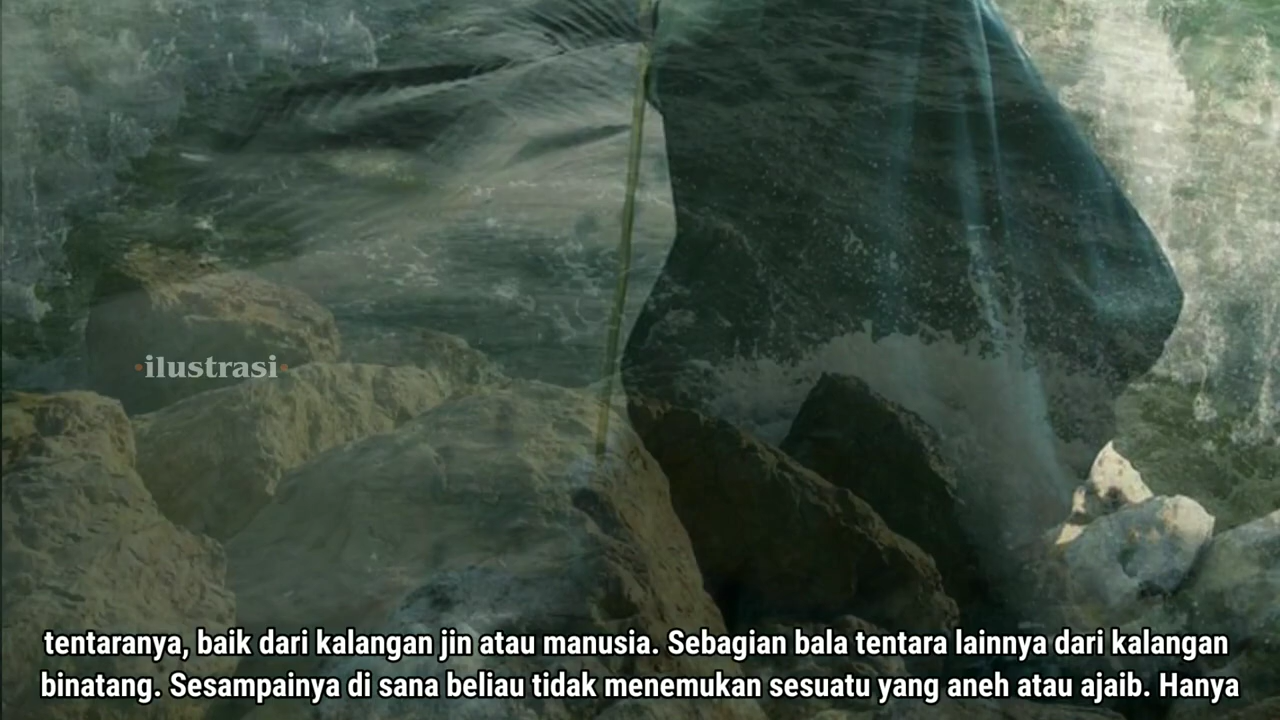 ·ilustrasi·
tentaranya, baik dari kalangan jin atau manusia. Sebagian bala tentara lainnya dari kalangan
binatang. Sesampainya di sana beliau tidak menemukan sesuatu yang aneh atau ajaib. Hanya